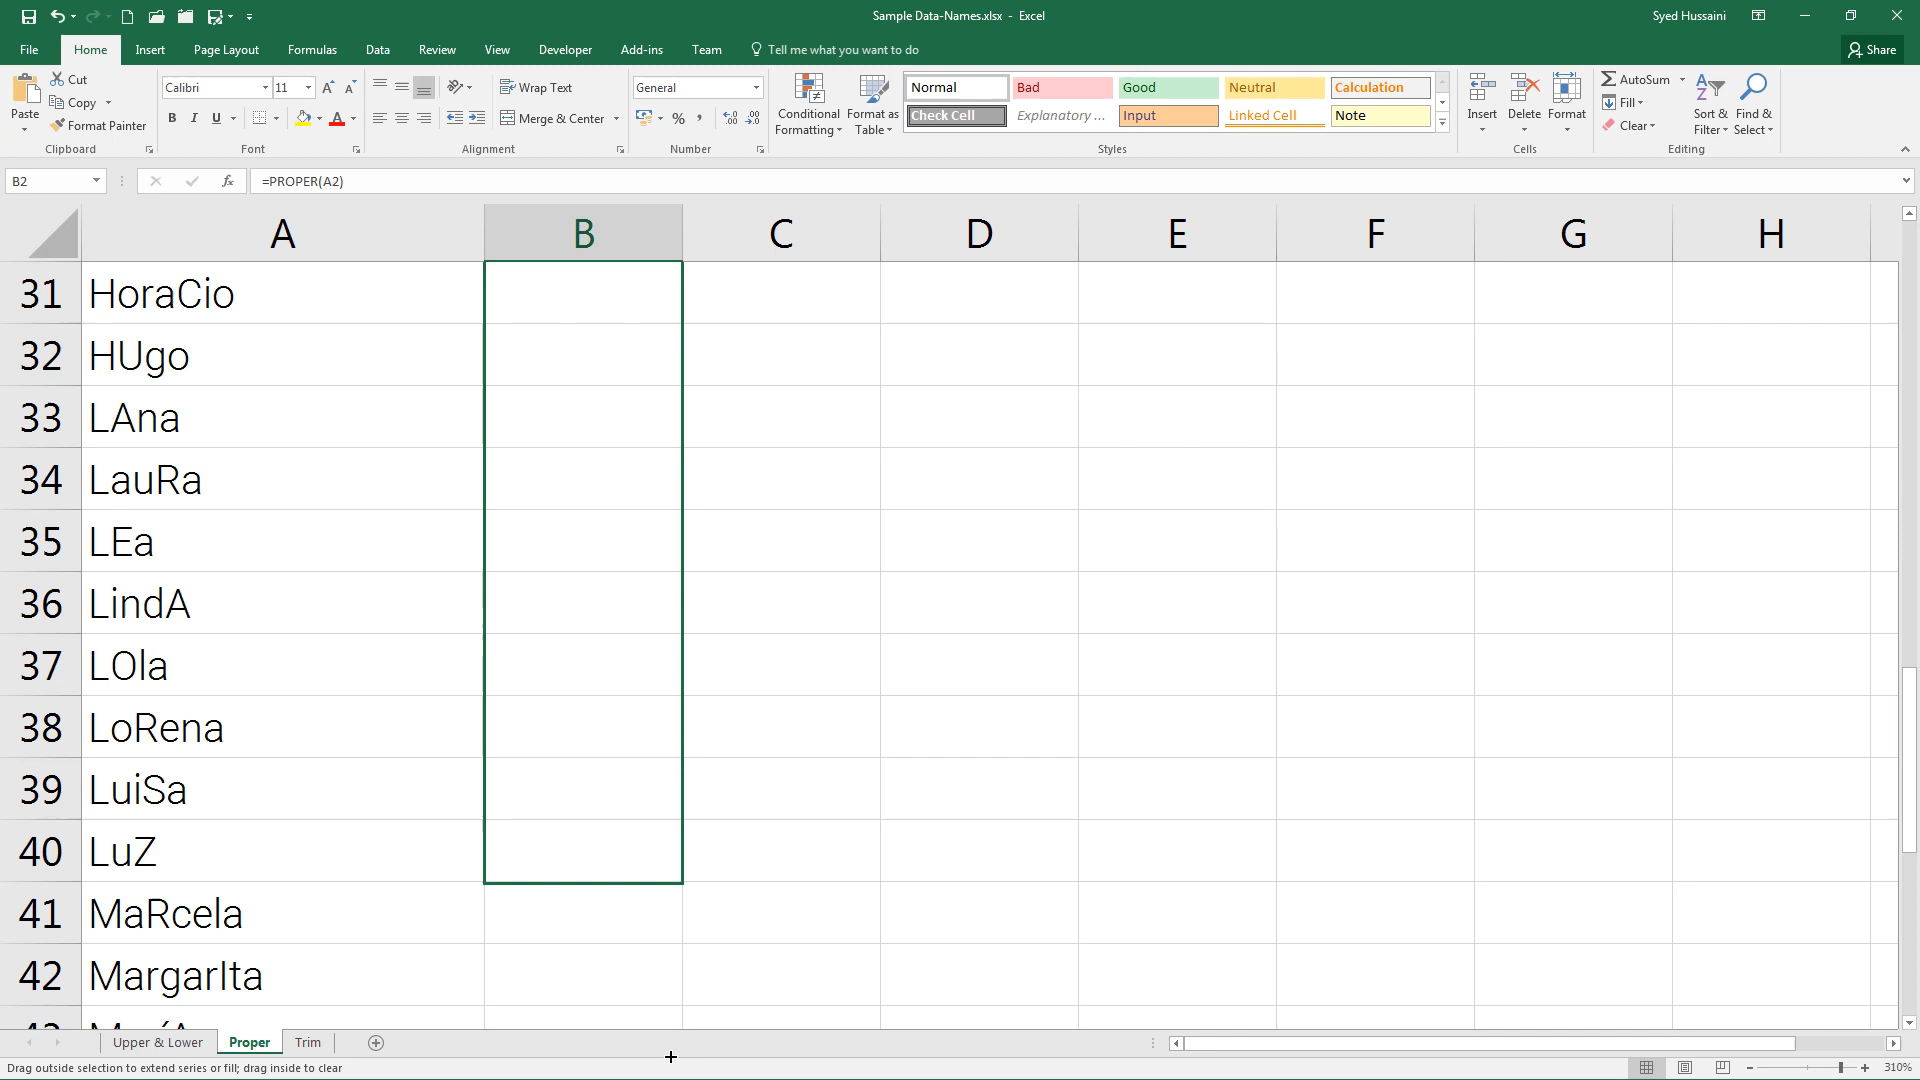 Sample Data-Names.xlsx - Excel
Syed Hussaini
File Home Insert Page Layout Formulas Data Review View Developer Add-ins Team Tell me what you want to do Share
Paste
Cut
Copy
Format Painter
Clipboard
Calibri 11
B I U
Font
Wrap Text
Merge & Center
Alignment
General
%
Number
Conditional Formatting
Format as Table
Normal Bad Good Neutral Calculation
Check Cell Explanatory ... Input Linked Cell Note
Styles
Insert Delete Format
Cells
AutoSum
Fill
Clear
Sort & Filter
Find & Select
Editing
B2 fx =PROPER(A2)
A B C D E F G H
31 HoraCio
32 HUgo
33 LAna
34 LauRa
35 LEa
36 LindA
37 LOla
38 LoRena
39 LuiSa
40 LuZ
41 MaRcela
42 MargarIta
Upper & Lower Proper Trim
Drag outside selection to extend series or fill; drag inside to clear
310%